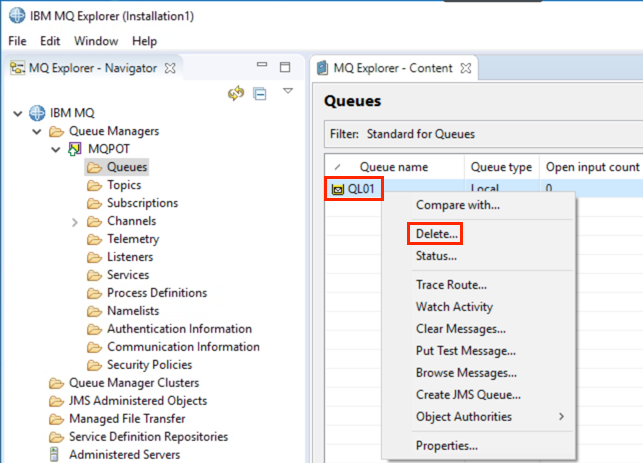 IBM MQ Explorer (Installation1)
File Edit Window Help
MQ Explorer - Navigator
IBM MQ
Queue Managers
MQPOT
Queues
Topics
Subscriptions
Channels
Telemetry
Listeners
Services
Process Definitions
Namelists
Authentication Information
Communication Information
Security Policies
Queue Manager Clusters
JMS Administered Objects
Managed File Transfer
Service Definition Repositories
Administered Servers
MQ Explorer - Content
Queues
Filter: Standard for Queues
Queue name Queue type Open input count
QL01 Local 0
Compare with...
Delete...
Status...
Trace Route...
Watch Activity
Clear Messages...
Put Test Message...
Browse Messages...
Create JMS Queue...
Object Authorities
Properties...